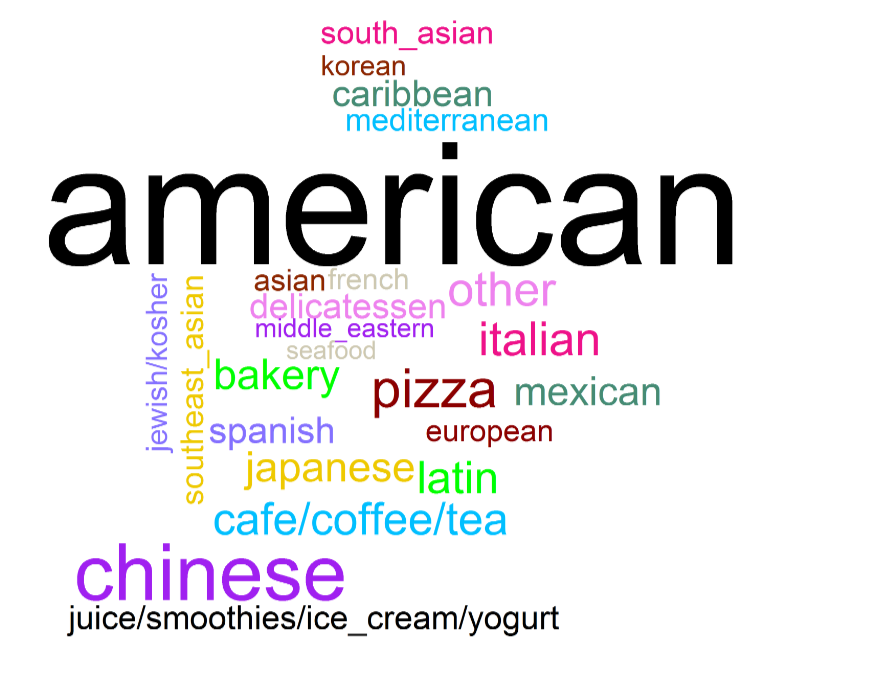 south_asian
korean
caribbean
mediterranean
american
asian french
other
delicatessen
middle_eastern
italian
seafood
jewish/kosher
southeast_asian
bakery
pizza
mexican
spanish
european
japanese
latin
cafe/coffee/tea
chinese
juice/smoothies/ice_cream/yogurt